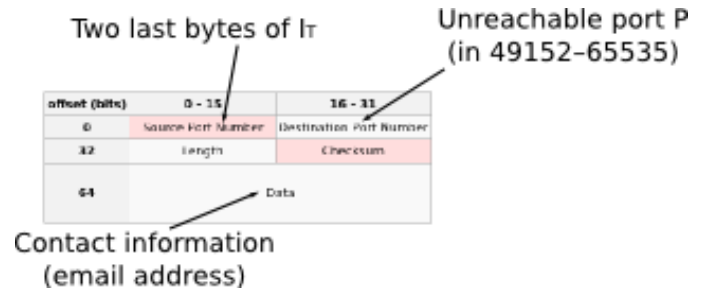 Two last bytes of IT
Unreachable port P
(in 49152–65535)
offset (bits) 0 - 15 16 - 31
0 Source Port Number Destination Port Number
32 Length Checksum
64 Data
Contact information
(email address)